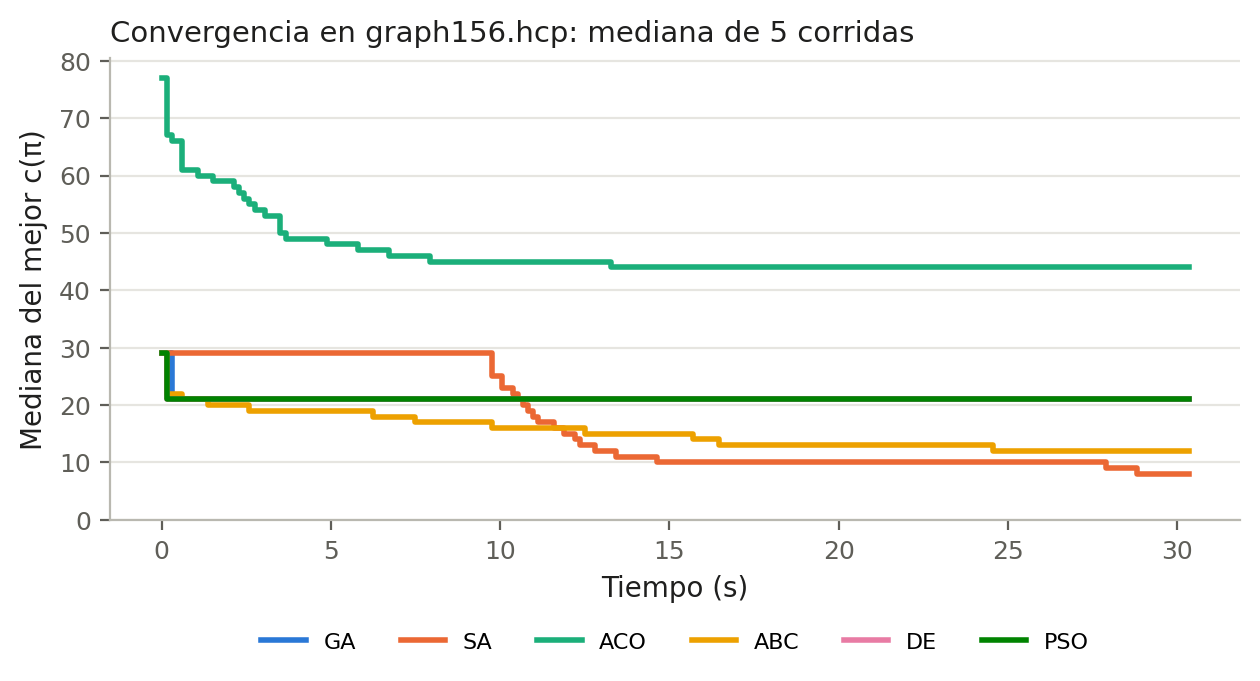 Convergencia en graph156.hcp: mediana de 5 corridas
Mediana del mejor c(π)
80
70
60
50
40
30
20
10
0
0 5 10 15 20 25 30
Tiempo (s)
GA SA ACO ABC DE PSO